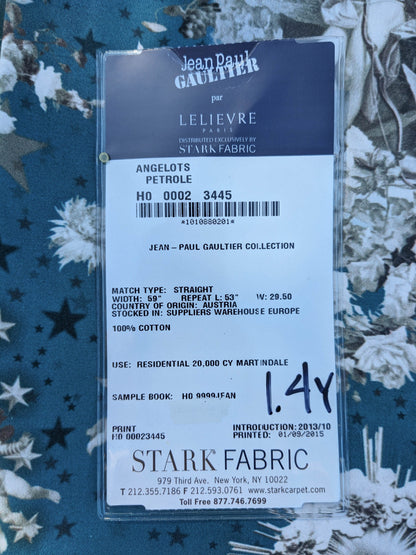 Jean Paul
GAULTIER
par
LELIEVRE
PARIS
DISTRIBUTED EXCLUSIVELY BY
STARK FABRIC
ANGELOTS
PETROLE
H0 0002 3445
*1010880201*
JEAN-PAUL GAULTIER COLLECTION
MATCH TYPE: STRAIGHT
WIDTH: 59" REPEAT L: 53" W: 29.50
COUNTRY OF ORIGIN: AUSTRIA
STOCKED IN: SUPPLIERS WAREHOUSE EUROPE
100% COTTON
USE: RESIDENTIAL 20,000 CY MARTINDALE
1.4Y
SAMPLE BOOK: H0 9999JEAN
PRINT INTRODUCTION: 2013/10
H0 00023445 PRINTED: 01/09/2015
STARK FABRIC
979 Third Ave. New York, NY 10022
T 212.355.7186 F 212.593.0761 www.starkcarpet.com
Toll Free 877.746.7699